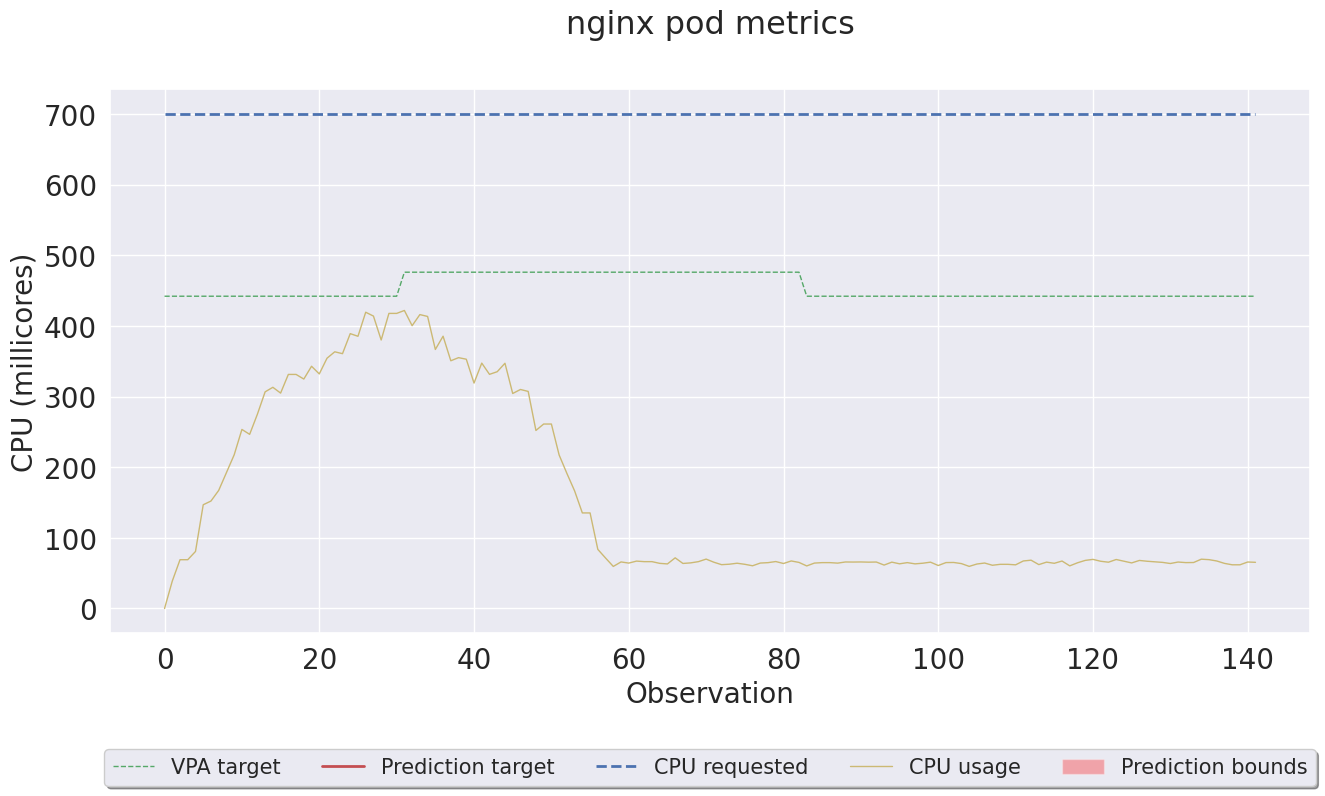 nginx pod metrics
700
600
500
400
300
200
100
0
CPU (millicores)
0 20 40 60 80 100 120 140
Observation
VPA target Prediction target CPU requested CPU usage Prediction bounds